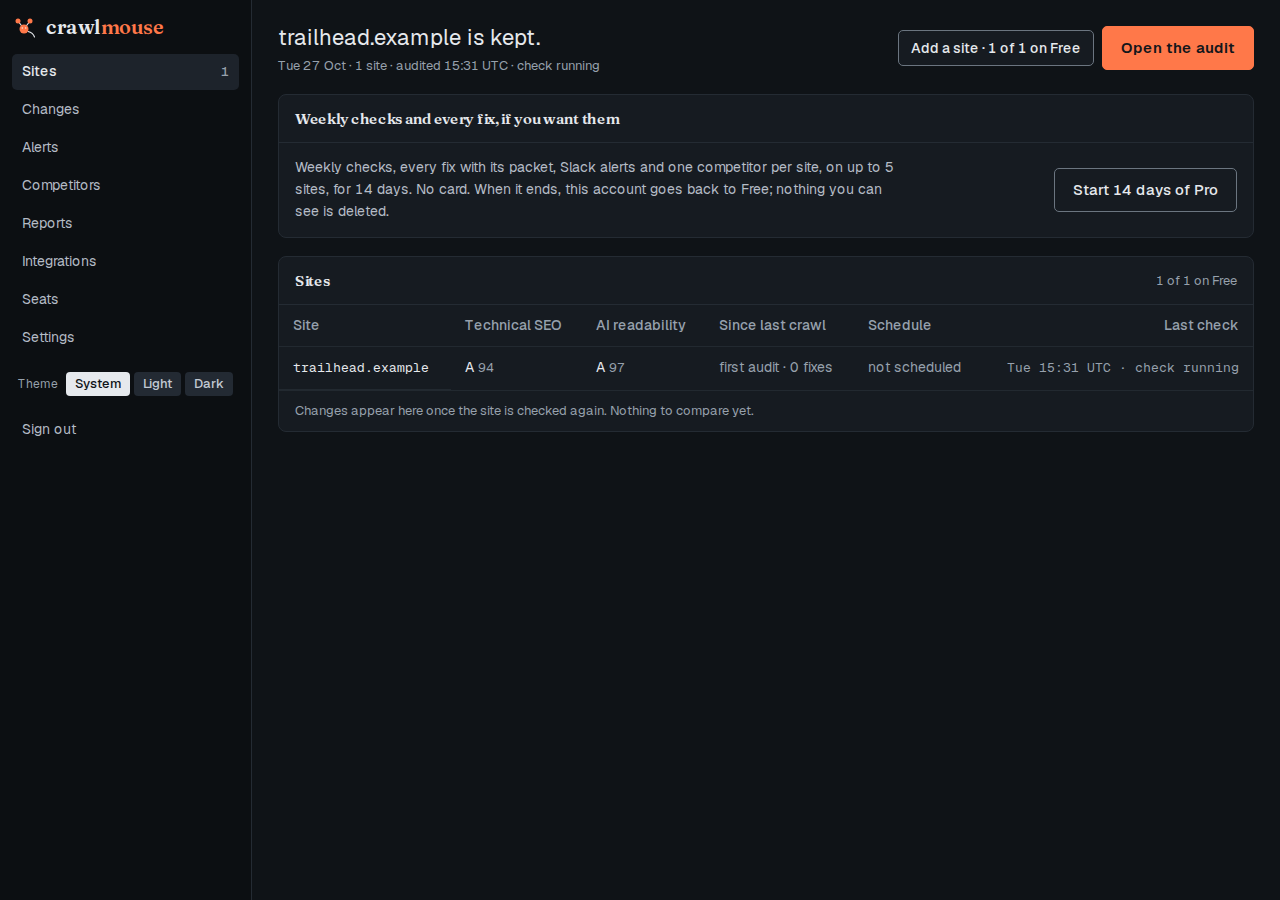 crawlmouse
Sites 1
Changes
Alerts
Competitors
Reports
Integrations
Seats
Settings
Theme System Light Dark
Sign out
trailhead.example is kept.
Tue 27 Oct · 1 site · audited 15:31 UTC · check running
Add a site · 1 of 1 on Free
Open the audit
Weekly checks and every fix, if you want them
Weekly checks, every fix with its packet, Slack alerts and one competitor per site, on up to 5
sites, for 14 days. No card. When it ends, this account goes back to Free; nothing you can
see is deleted.
Start 14 days of Pro
Sites 1 of 1 on Free
Site Technical SEO AI readability Since last crawl Schedule Last check
trailhead.example A 94 A 97 first audit · 0 fixes not scheduled Tue 15:31 UTC · check running
Changes appear here once the site is checked again. Nothing to compare yet.